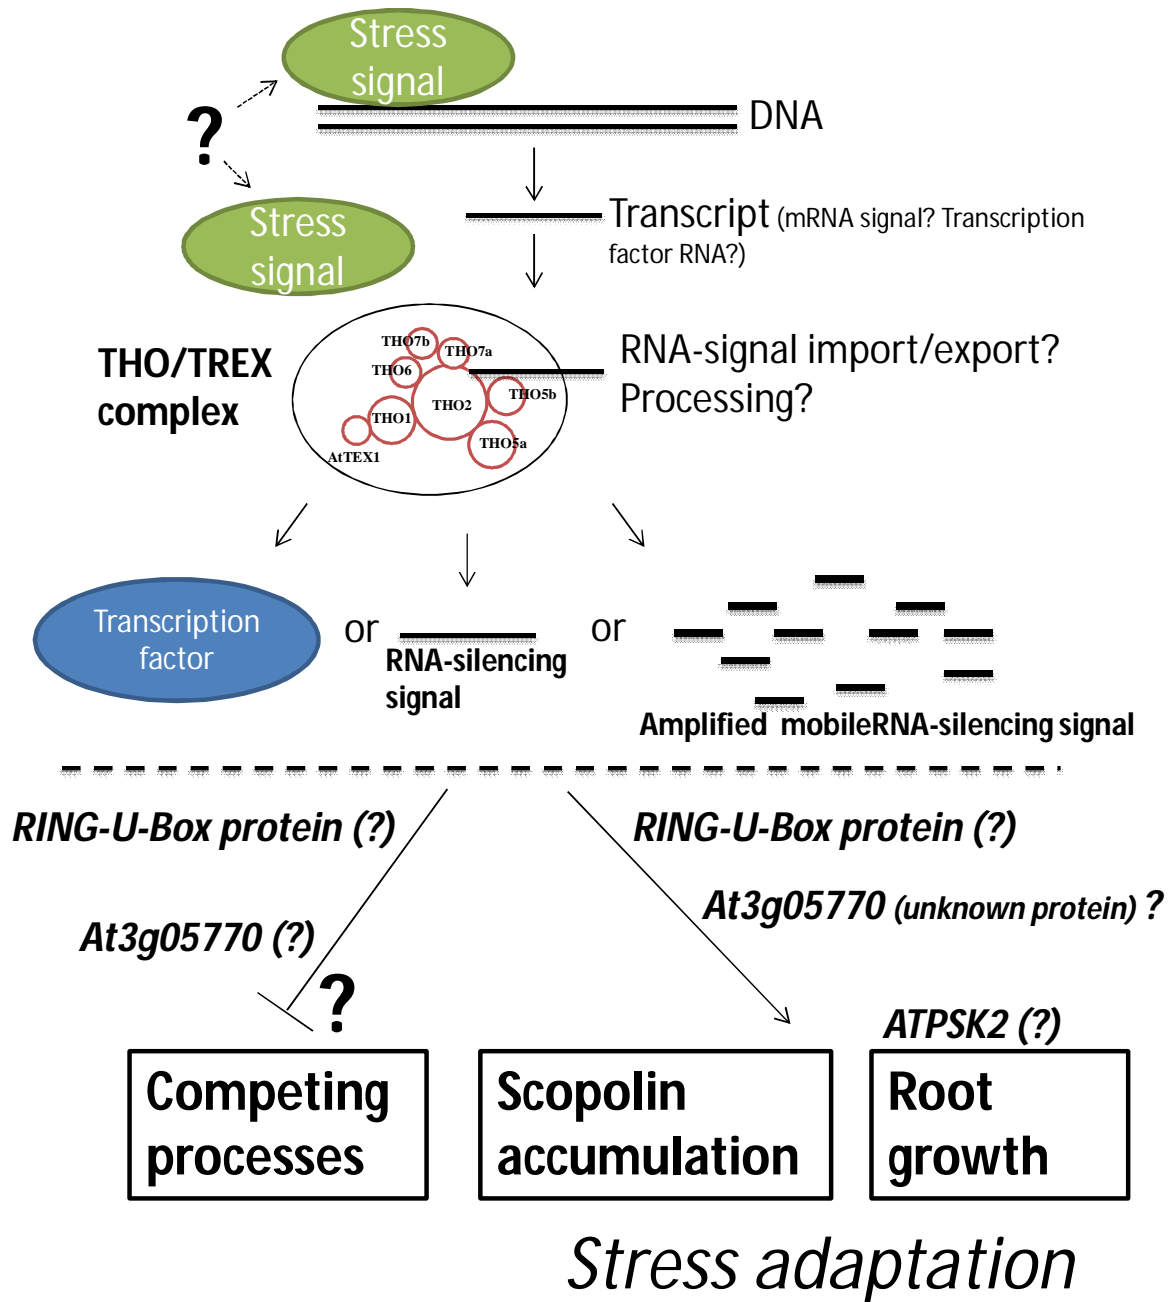 Stress
signal
DNA
?
Stress
signal
Transcript (mRNA signal? Transcription
factor RNA?)
THO/TREX
complex
THO7b
THO7a
THO6
THO5b
THO2
THO1
THO5a
AtTEX1
RNA-signal import/export?
Processing?
Transcription
factor
or
RNA-silencing
signal
or
Amplified mobileRNA-silencing signal
RING-U-Box protein (?)
RING-U-Box protein (?)
At3g05770 (unknown protein) ?
At3g05770 (?)
?
ATPSK2 (?)
Competing
processes
Scopolin
accumulation
Root
growth
Stress adaptation